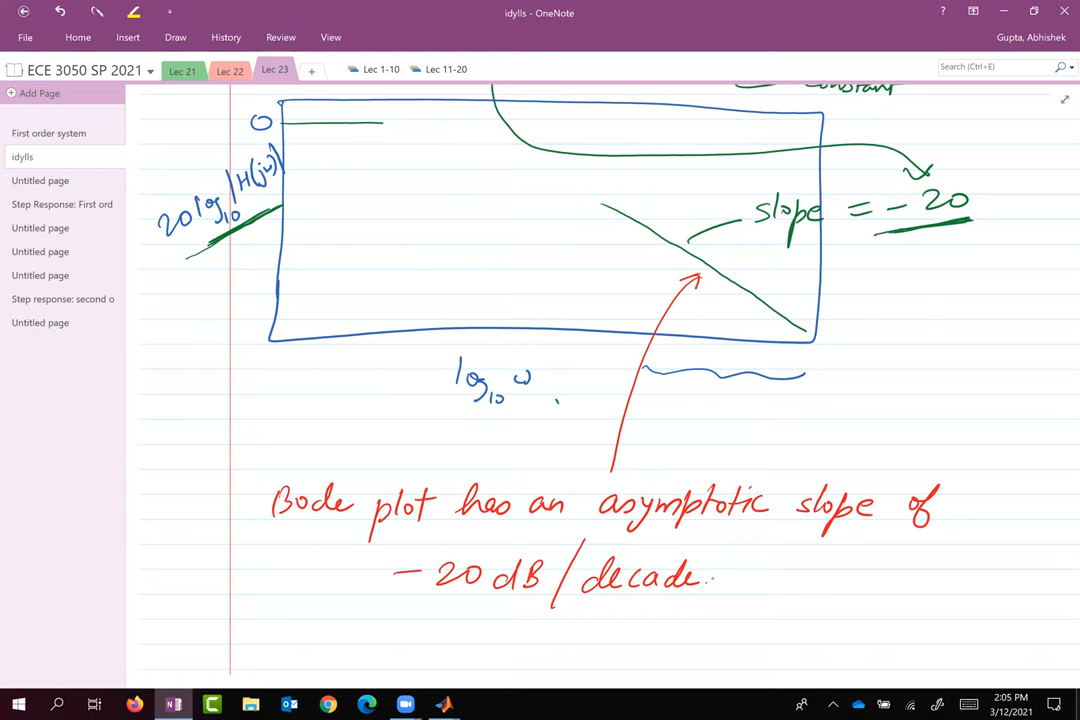 idylls - OneNote
Gupta, Abhishek
File Home Insert Draw History Review View
ECE 3050 SP 2021 Lec 21 Lec 22 Lec 23 Lec 1-10 Lec 11-20
Search (Ctrl+E)
Add Page
First order system
idylls
Untitled page
Step Response: First ord
Untitled page
Untitled page
Untitled page
Step response: second o
Untitled page
constant
0
20 log10 |H(jω)|
slope = -20
log10 ω
Bode plot has an asymptotic slope of
-20 dB/decade.
2:05 PM
3/12/2021